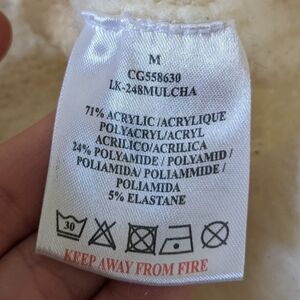 M
CGS58630
LK-248MULCHA
71% ACRYLIC/ACRYLIQUE
POLYACRYL/ACRYL
ACRILICO/ACRILICA
24% POLYAMIDE / POLYAMID /
POLIAMIDA/ POLIAMMIDE /
POLIAMIDA
5% ELASTANE
30
KEEP AWAY FROM FIRE